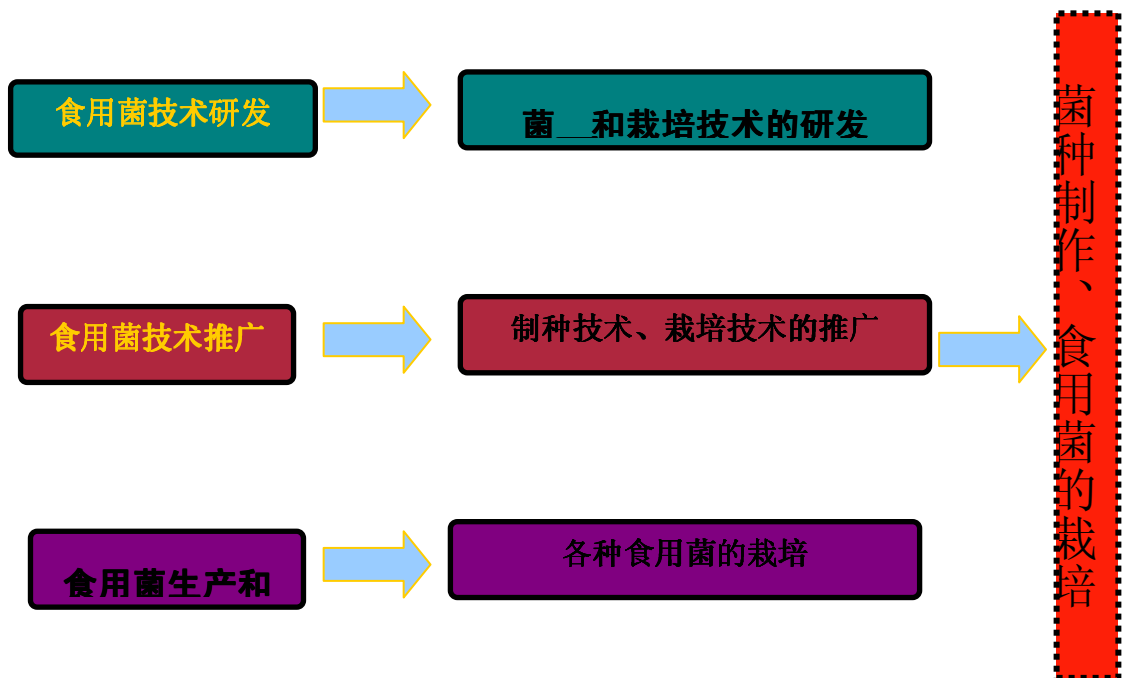 食用菌技术研发
菌__和栽培技术的研发
食用菌技术推广
制种技术、栽培技术的推广
食用菌生产和
各种食用菌的栽培
菌种制作、食用菌的栽培